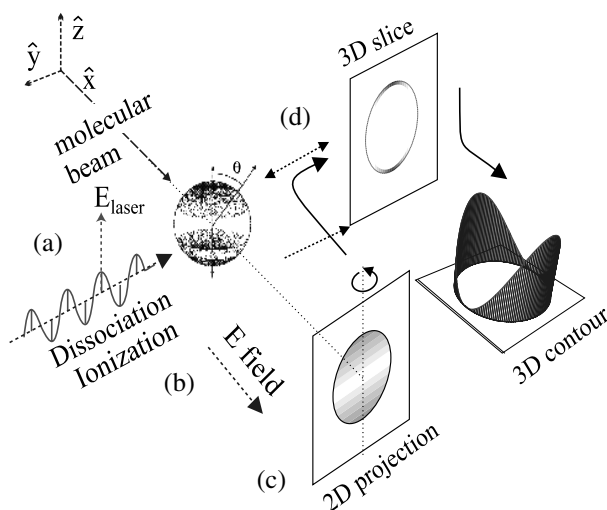 ẑ
ŷ
x̂
molecular
beam
θ
E_laser
(a)
Dissociation
Ionization
(b)
E field
(c)
2D projection
(d)
3D slice
3D contour